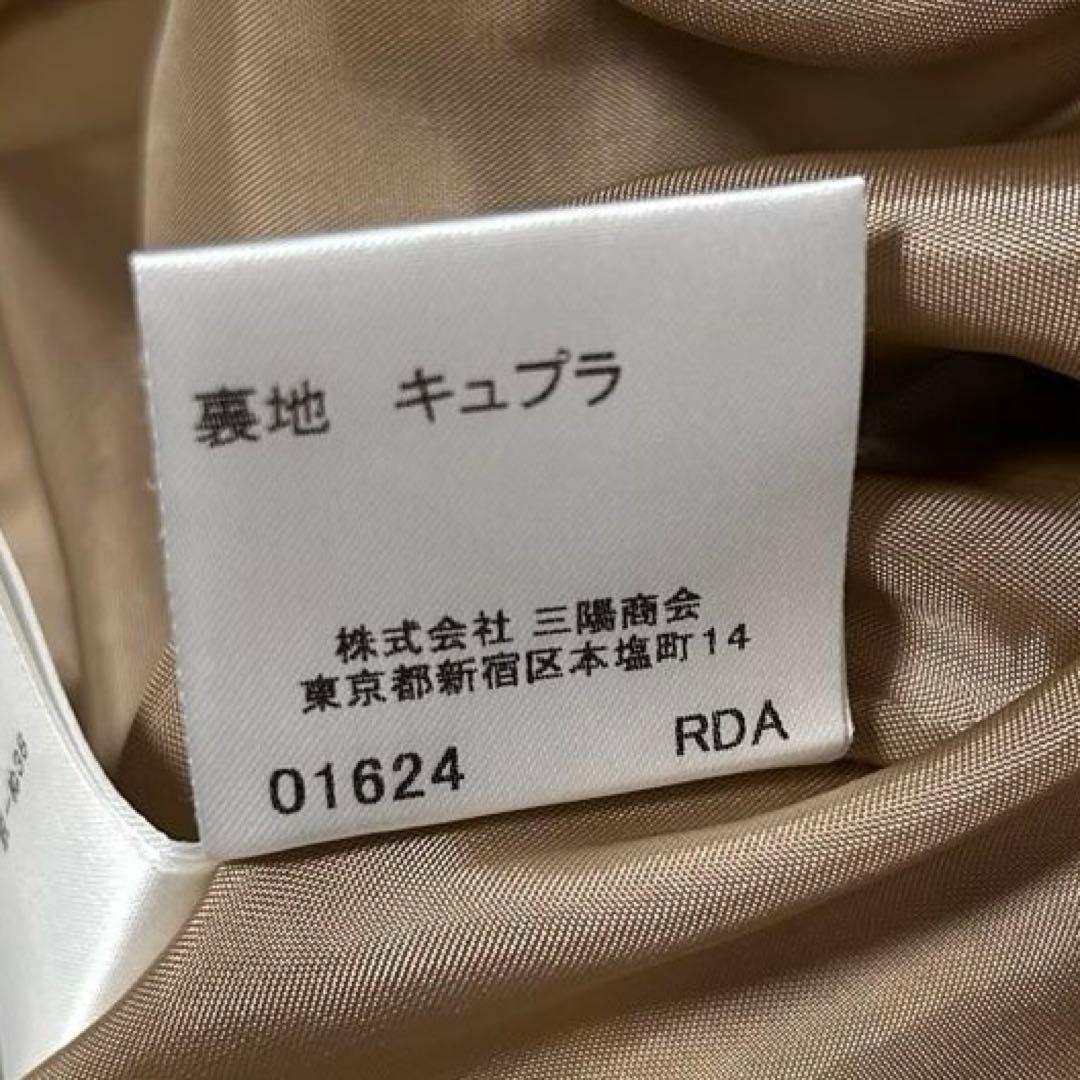 裏地　キュプラ
株式会社 三陽商会
東京都新宿区本塩町14
01624 RDA